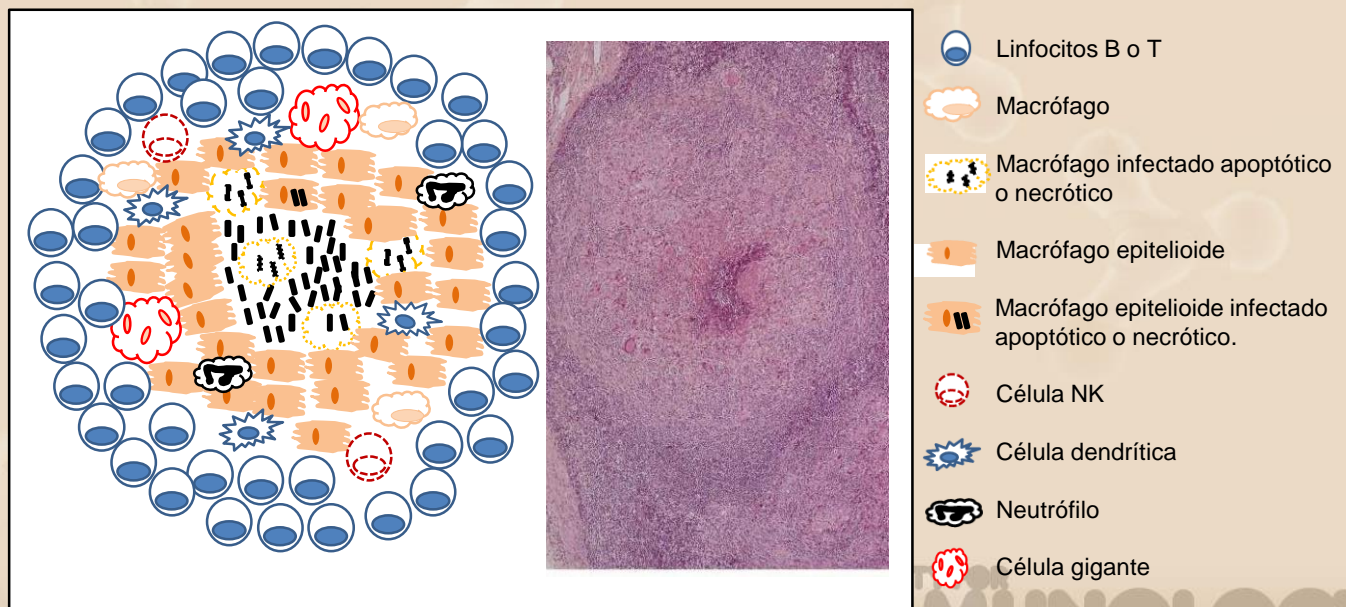 Linfocitos B o T
Macrófago
Macrófago infectado apoptótico
o necrótico
Macrófago epitelioide
Macrófago epitelioide infectado
apoptótico o necrótico.
Célula NK
Célula dendrítica
Neutrófilo
Célula gigante